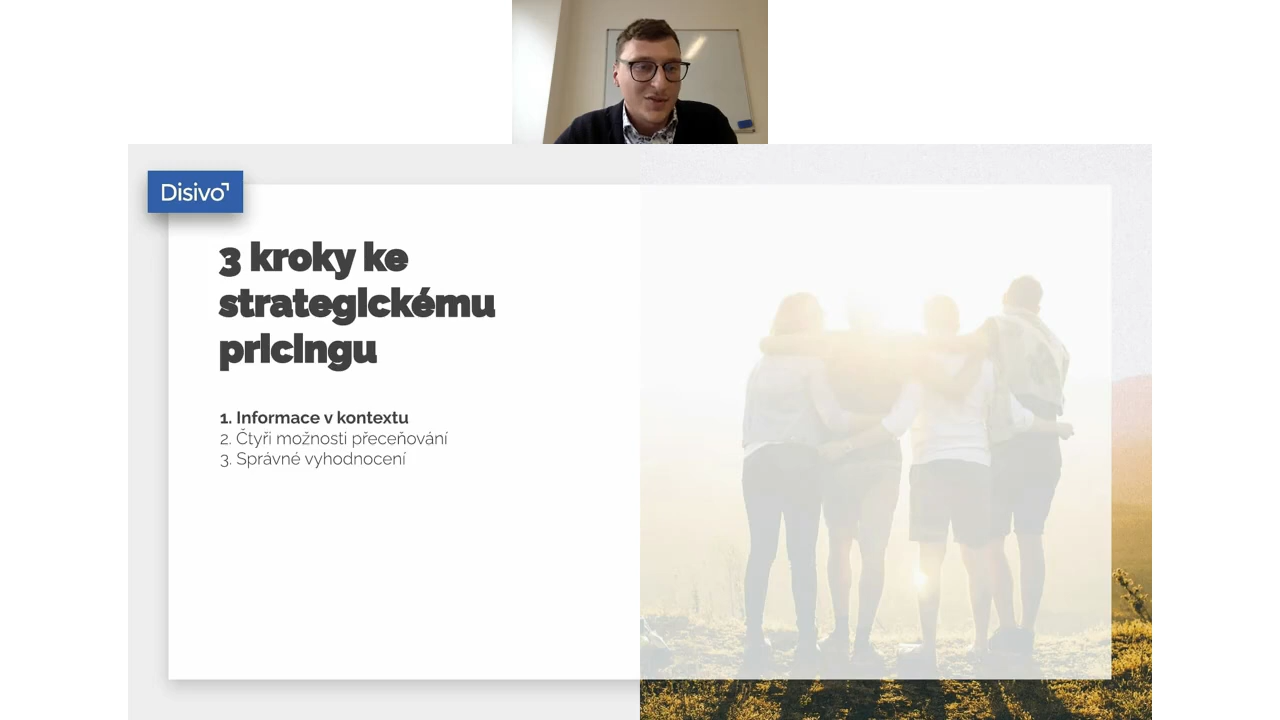 Disivo
3 kroky ke
strategickému
pricingu
1. Informace v kontextu
2. Čtyři možnosti přeceňování
3. Správné vyhodnocení